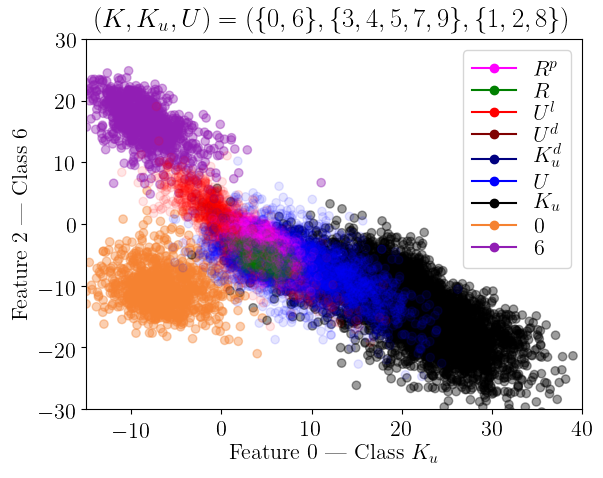 (K, K_u, U) = ({0, 6}, {3, 4, 5, 7, 9}, {1, 2, 8})
30
20
10
0
−10
−20
−30
Feature 2 — Class 6
R^p
R
U^l
U^d
K_u^d
U
K_u
0
6
−10
0
10
20
30
40
Feature 0 — Class K_u